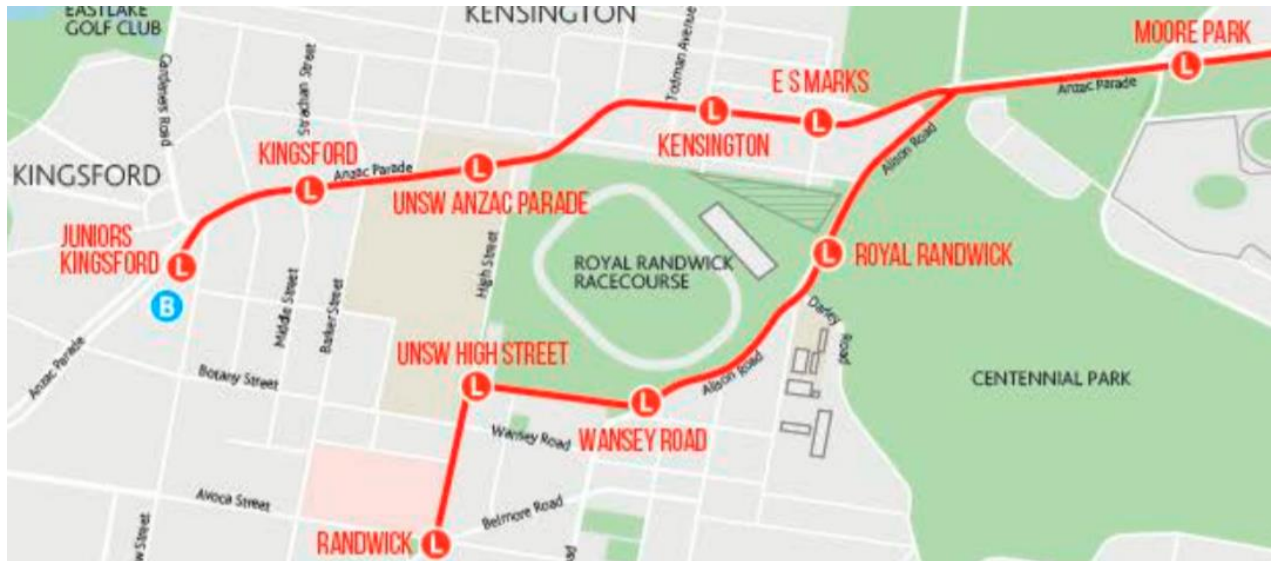 EASTLAKE
GOLF CLUB
KENSINGTON
MOORE PARK
L
Anzac Parade
Gardeners Road
Strachan Street
Todman Avenue
E S MARKS
L
L
KENSINGTON
Alison Road
KINGSFORD
KINGSFORD
L
Anzac Parade
L
UNSW ANZAC PARADE
JUNIORS
KINGSFORD
L
B
High Street
ROYAL RANDWICK
RACECOURSE
L
ROYAL RANDWICK
Middle Street
Barker Street
Darley
Road
Anzac Parade
Botany Street
UNSW HIGH STREET
L
L
Alison Road
WANSEY ROAD
CENTENNIAL PARK
Wansey Road
Avoca Street
Belmore Road
RANDWICK
L
w Street
oad